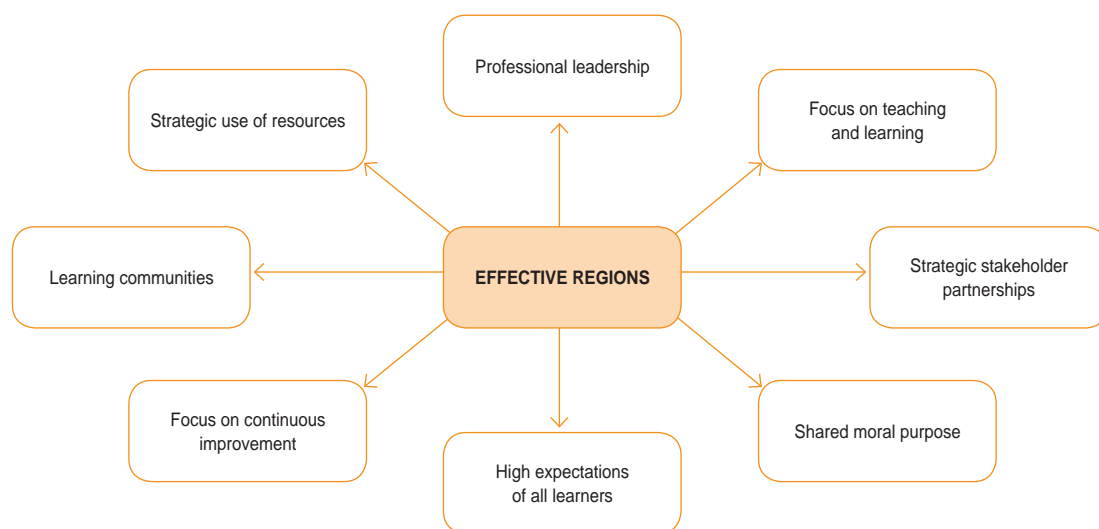 Professional leadership
Strategic use of resources
Focus on teaching
and learning
Learning communities
EFFECTIVE REGIONS
Strategic stakeholder
partnerships
Focus on continuous
improvement
High expectations
of all learners
Shared moral purpose